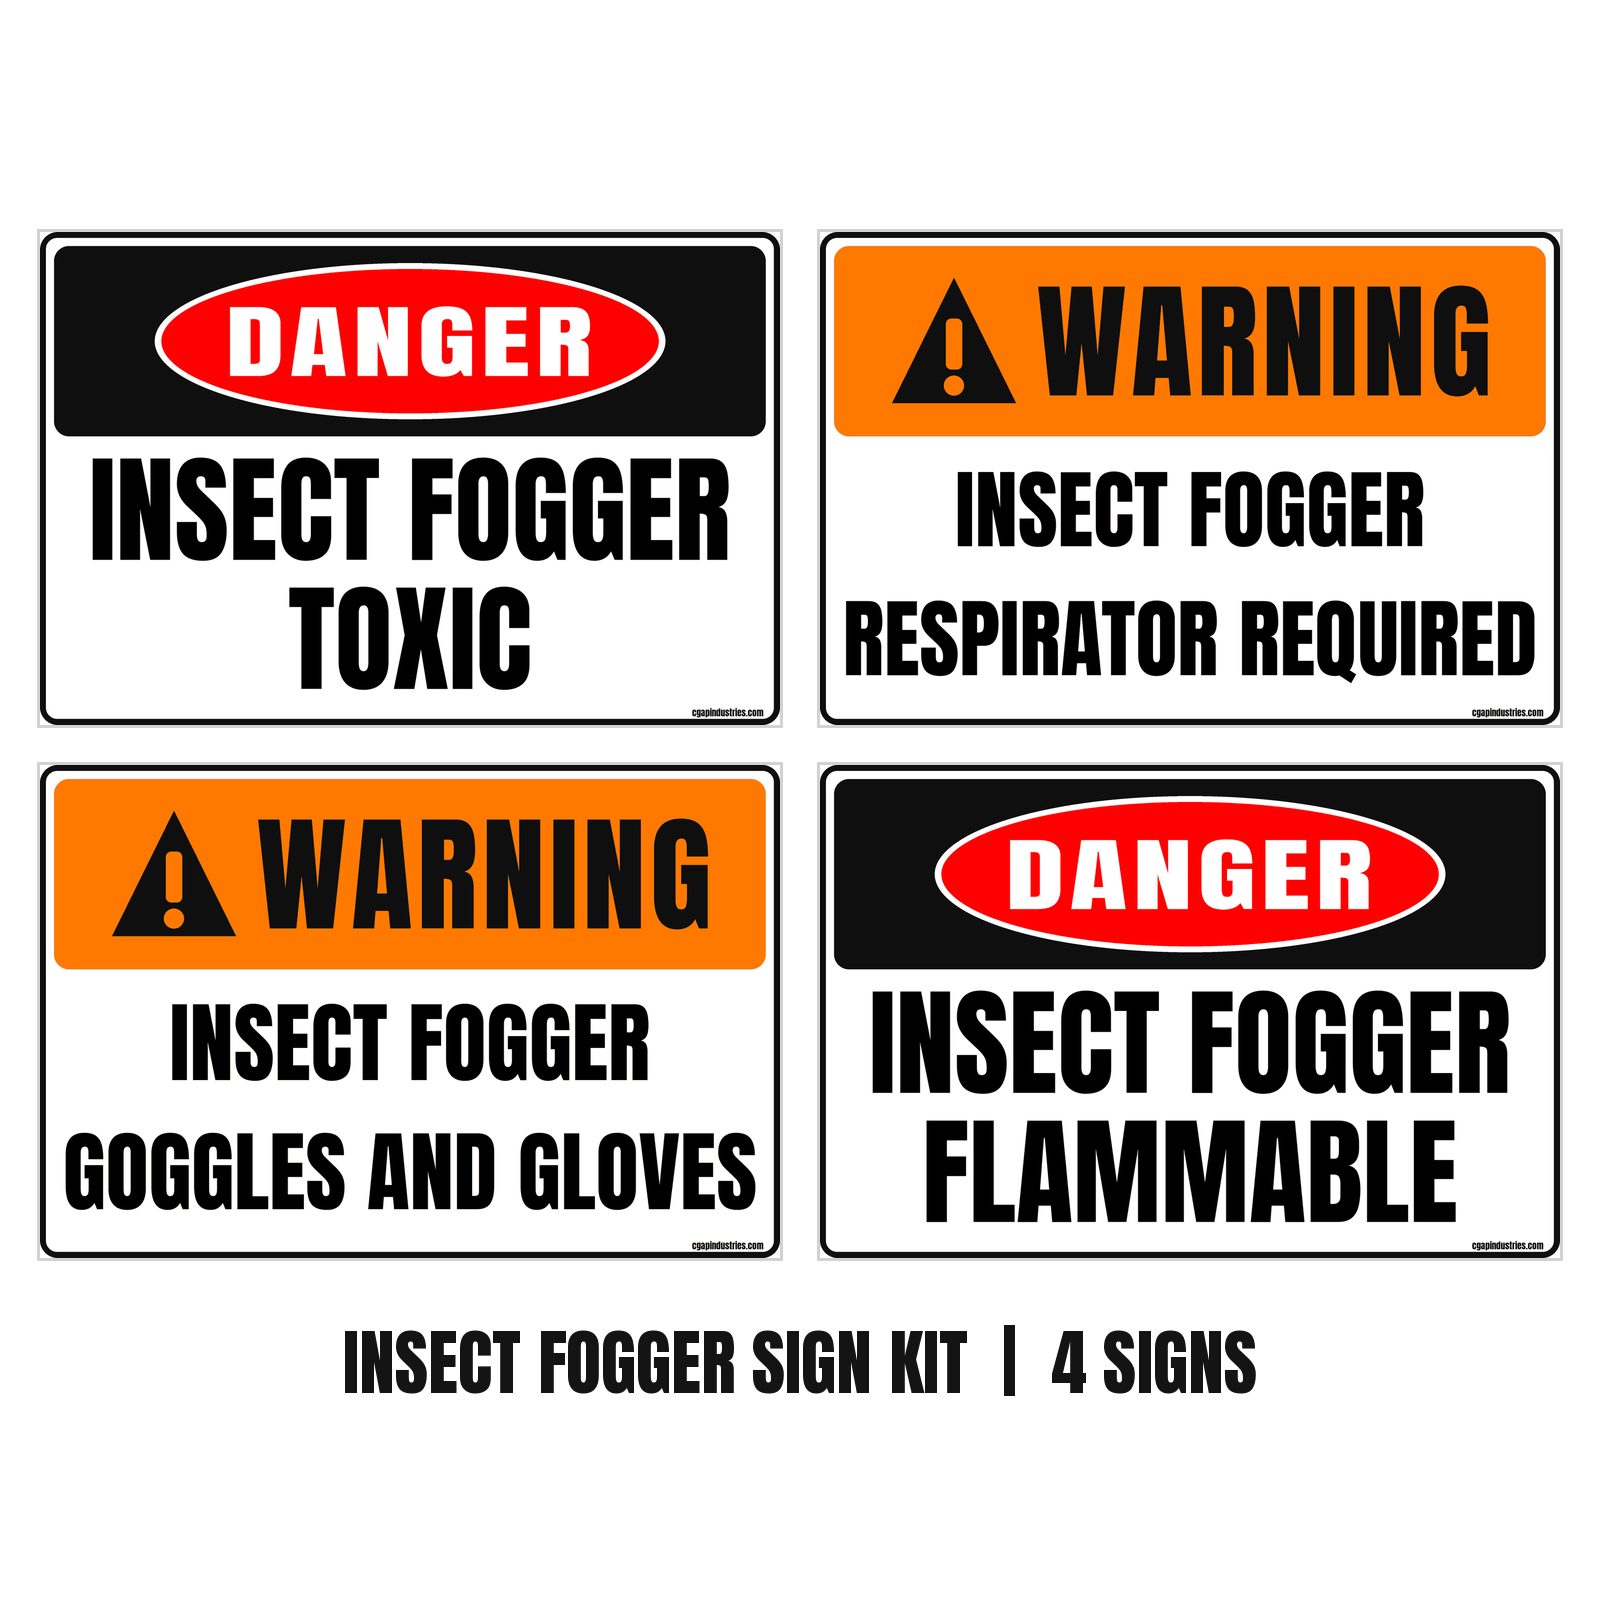 DANGER
INSECT FOGGER
TOXIC
cgapindustries.com
WARNING
INSECT FOGGER
RESPIRATOR REQUIRED
cgapindustries.com
WARNING
INSECT FOGGER
GOGGLES AND GLOVES
cgapindustries.com
DANGER
INSECT FOGGER
FLAMMABLE
cgapindustries.com
INSECT FOGGER SIGN KIT | 4 SIGNS